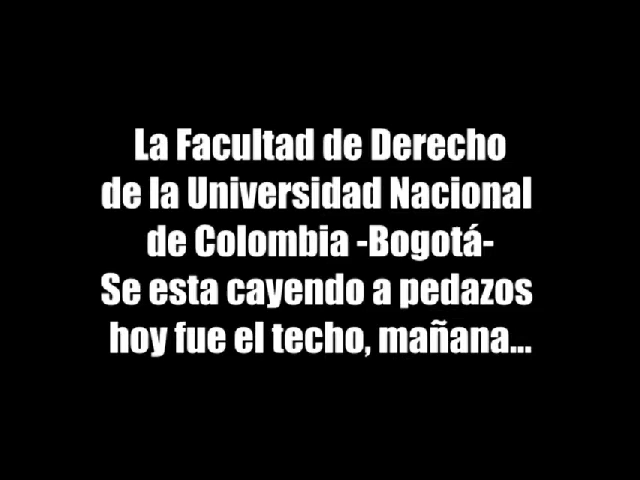 La Facultad de Derecho
de la Universidad Nacional
de Colombia -Bogotá-
Se esta cayendo a pedazos
hoy fue el techo, mañana...